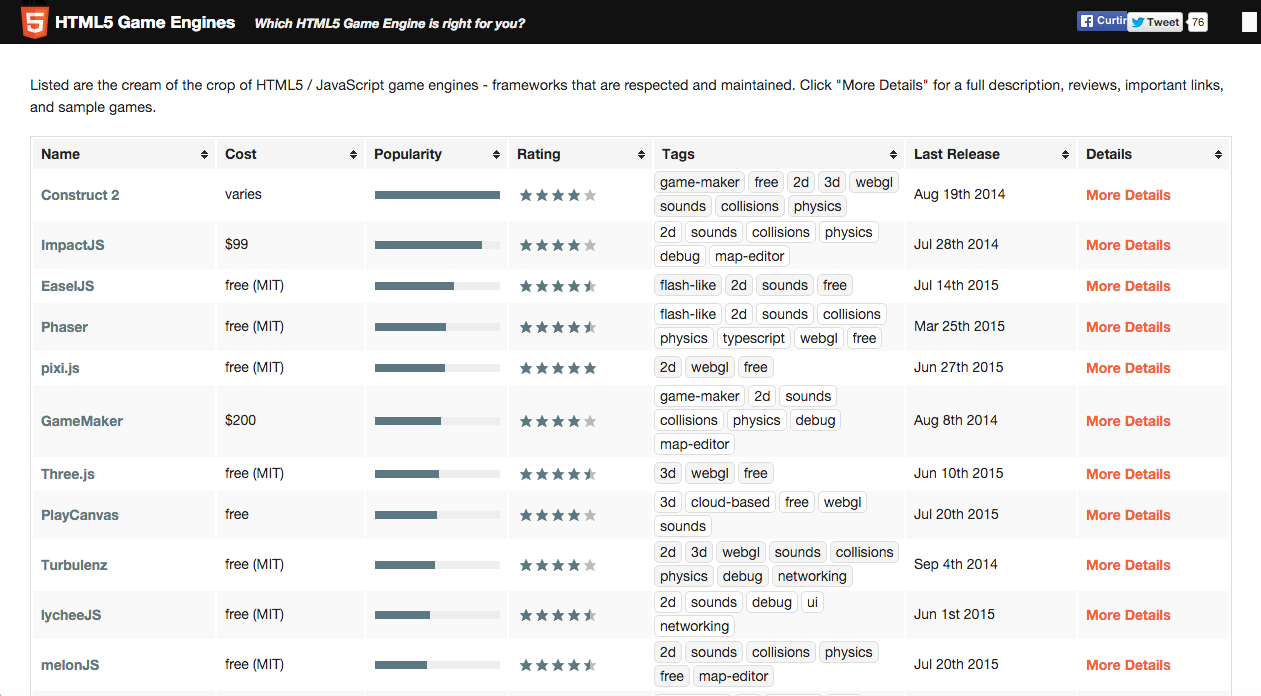 HTML5 Game Engines Which HTML5 Game Engine is right for you? Curtir Tweet 76
Listed are the cream of the crop of HTML5 / JavaScript game engines - frameworks that are respected and maintained. Click "More Details" for a full description, reviews, important links,
and sample games.
Name Cost Popularity Rating Tags Last Release Details
Construct 2 varies game-maker free 2d 3d webgl Aug 19th 2014 More Details
sounds collisions physics
ImpactJS $99 2d sounds collisions physics Jul 28th 2014 More Details
debug map-editor
EaselJS free (MIT) flash-like 2d sounds free Jul 14th 2015 More Details
Phaser free (MIT) flash-like 2d sounds collisions Mar 25th 2015 More Details
physics typescript webgl free
pixi.js free (MIT) 2d webgl free Jun 27th 2015 More Details
game-maker 2d sounds
GameMaker $200 collisions physics debug Aug 8th 2014 More Details
map-editor
Three.js free (MIT) 3d webgl free Jun 10th 2015 More Details
PlayCanvas free 3d cloud-based free webgl Jul 20th 2015 More Details
sounds
Turbulenz free (MIT) 2d 3d webgl sounds collisions Sep 4th 2014 More Details
physics debug networking
lycheeJS free (MIT) 2d sounds debug ui Jun 1st 2015 More Details
networking
melonJS free (MIT) 2d sounds collisions physics Jul 20th 2015 More Details
free map-editor